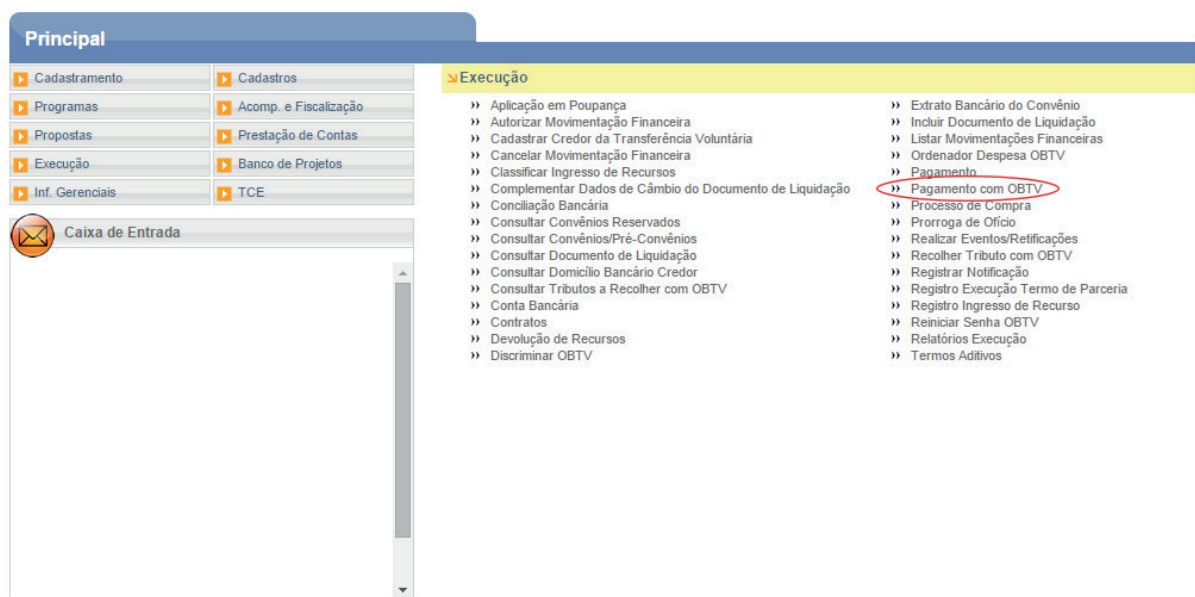 Principal
Cadastramento
Cadastros
Programas
Acomp. e Fiscalização
Propostas
Prestação de Contas
Execução
Banco de Projetos
Inf. Gerenciais
TCE
Caixa de Entrada
Execução
Aplicação em Poupança
Autorizar Movimentação Financeira
Cadastrar Credor da Transferência Voluntária
Cancelar Movimentação Financeira
Classificar Ingresso de Recursos
Complementar Dados de Câmbio do Documento de Liquidação
Conciliação Bancária
Consultar Convênios Reservados
Consultar Convênios/Pré-Convênios
Consultar Documento de Liquidação
Consultar Domicílio Bancário Credor
Consultar Tributos a Recolher com OBTV
Conta Bancária
Contratos
Devolução de Recursos
Discriminar OBTV
Extrato Bancário do Convênio
Incluir Documento de Liquidação
Listar Movimentações Financeiras
Ordenador Despesa OBTV
Pagamento
Pagamento com OBTV
Processo de Compra
Prorroga de Ofício
Realizar Eventos/Retificações
Recolher Tributo com OBTV
Registrar Notificação
Registro Execução Termo de Parceria
Registro Ingresso de Recurso
Reiniciar Senha OBTV
Relatórios Execução
Termos Aditivos